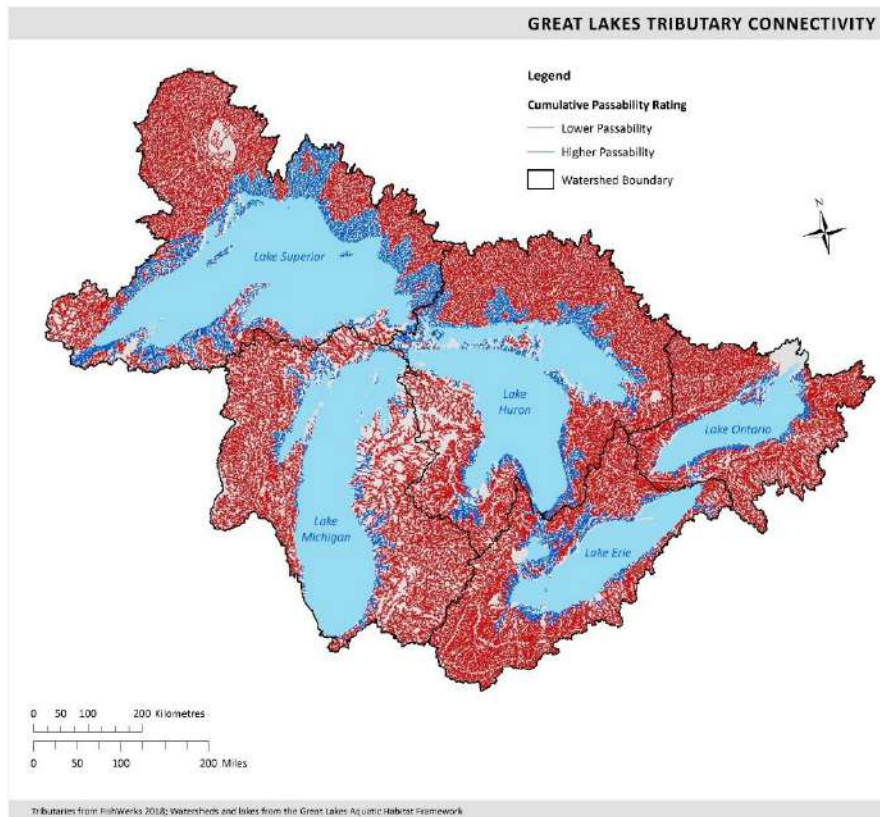 GREAT LAKES TRIBUTARY CONNECTIVITY
Legend
Cumulative Passability Rating
Lower Passability
Higher Passability
Watershed Boundary
N
Lake Superior
Lake
Huron
Lake Ontario
Lake
Michigan
Lake Erie
0 50 100 200 Kilometres
0 50 100 200 Miles
Tributaries from FishWerks 2018; Watersheds and lakes from the Great Lakes Aquatic Habitat Framework